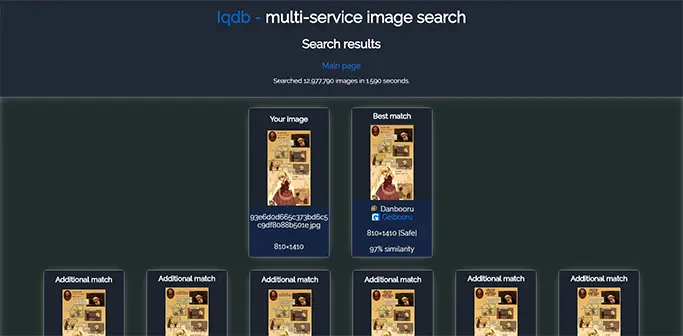 Iqdb - multi-service image search
Search results
Main page
Searched 12,977,790 images in 1.590 seconds.
Your image
Best match
93e6d0d665c373bd6c5
c9df8088b501e.jpg
810×1410
Danbooru
Gelbooru
810×1410 [Safe]
97% similarity
Additional match
Additional match
Additional match
Additional match
Additional match
Additional match